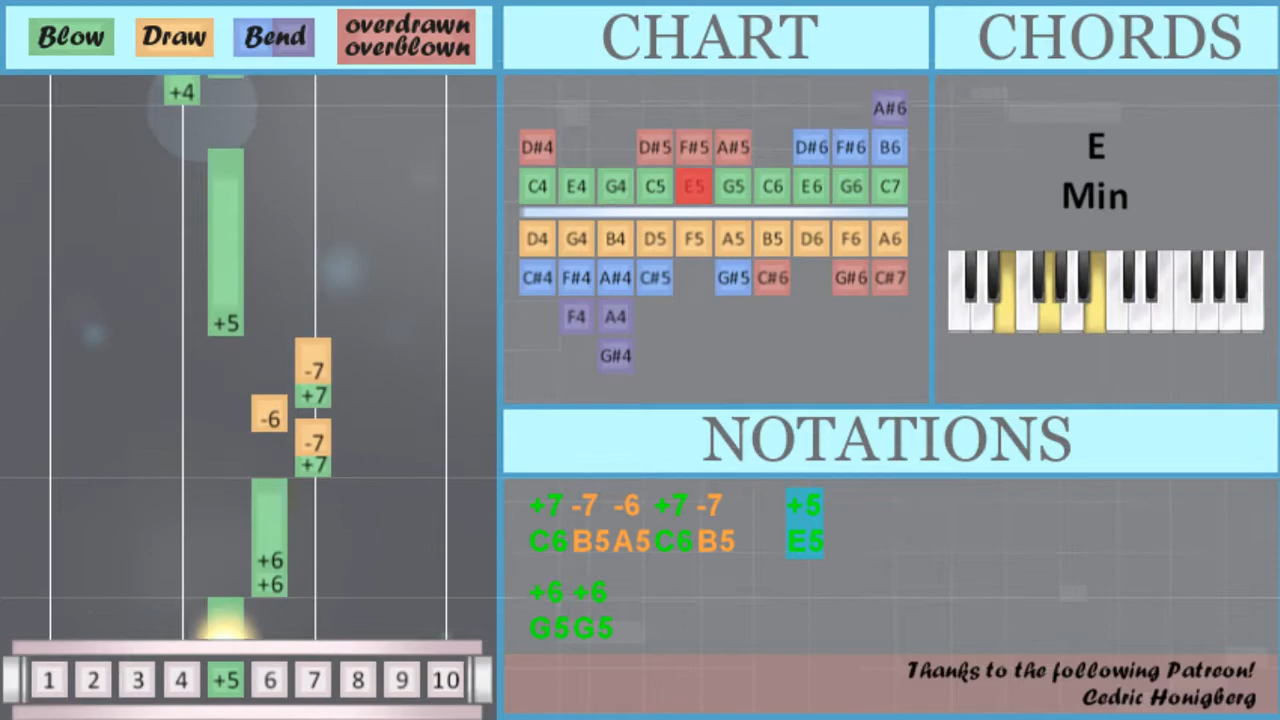 Blow Draw Bend overdrawn overblown
CHART
CHORDS
+4
+5
-7
+7
-6
-7
+7
+6
+6
1 2 3 4 +5 6 7 8 9 10
A#6
D#4 D#5 F#5 A#5 D#6 F#6 B6
C4 E4 G4 C5 E5 G5 C6 E6 G6 C7
D4 G4 B4 D5 F5 A5 B5 D6 F6 A6
C#4 F#4 A#4 C#5 G#5 C#6 G#6 C#7
F4 A4
G#4
E
Min
NOTATIONS
+7 -7 -6 +7 -7 +5
C6 B5 A5 C6 B5 E5
+6 +6
G5 G5
Thanks to the following Patreon!
Cedric Honigberg